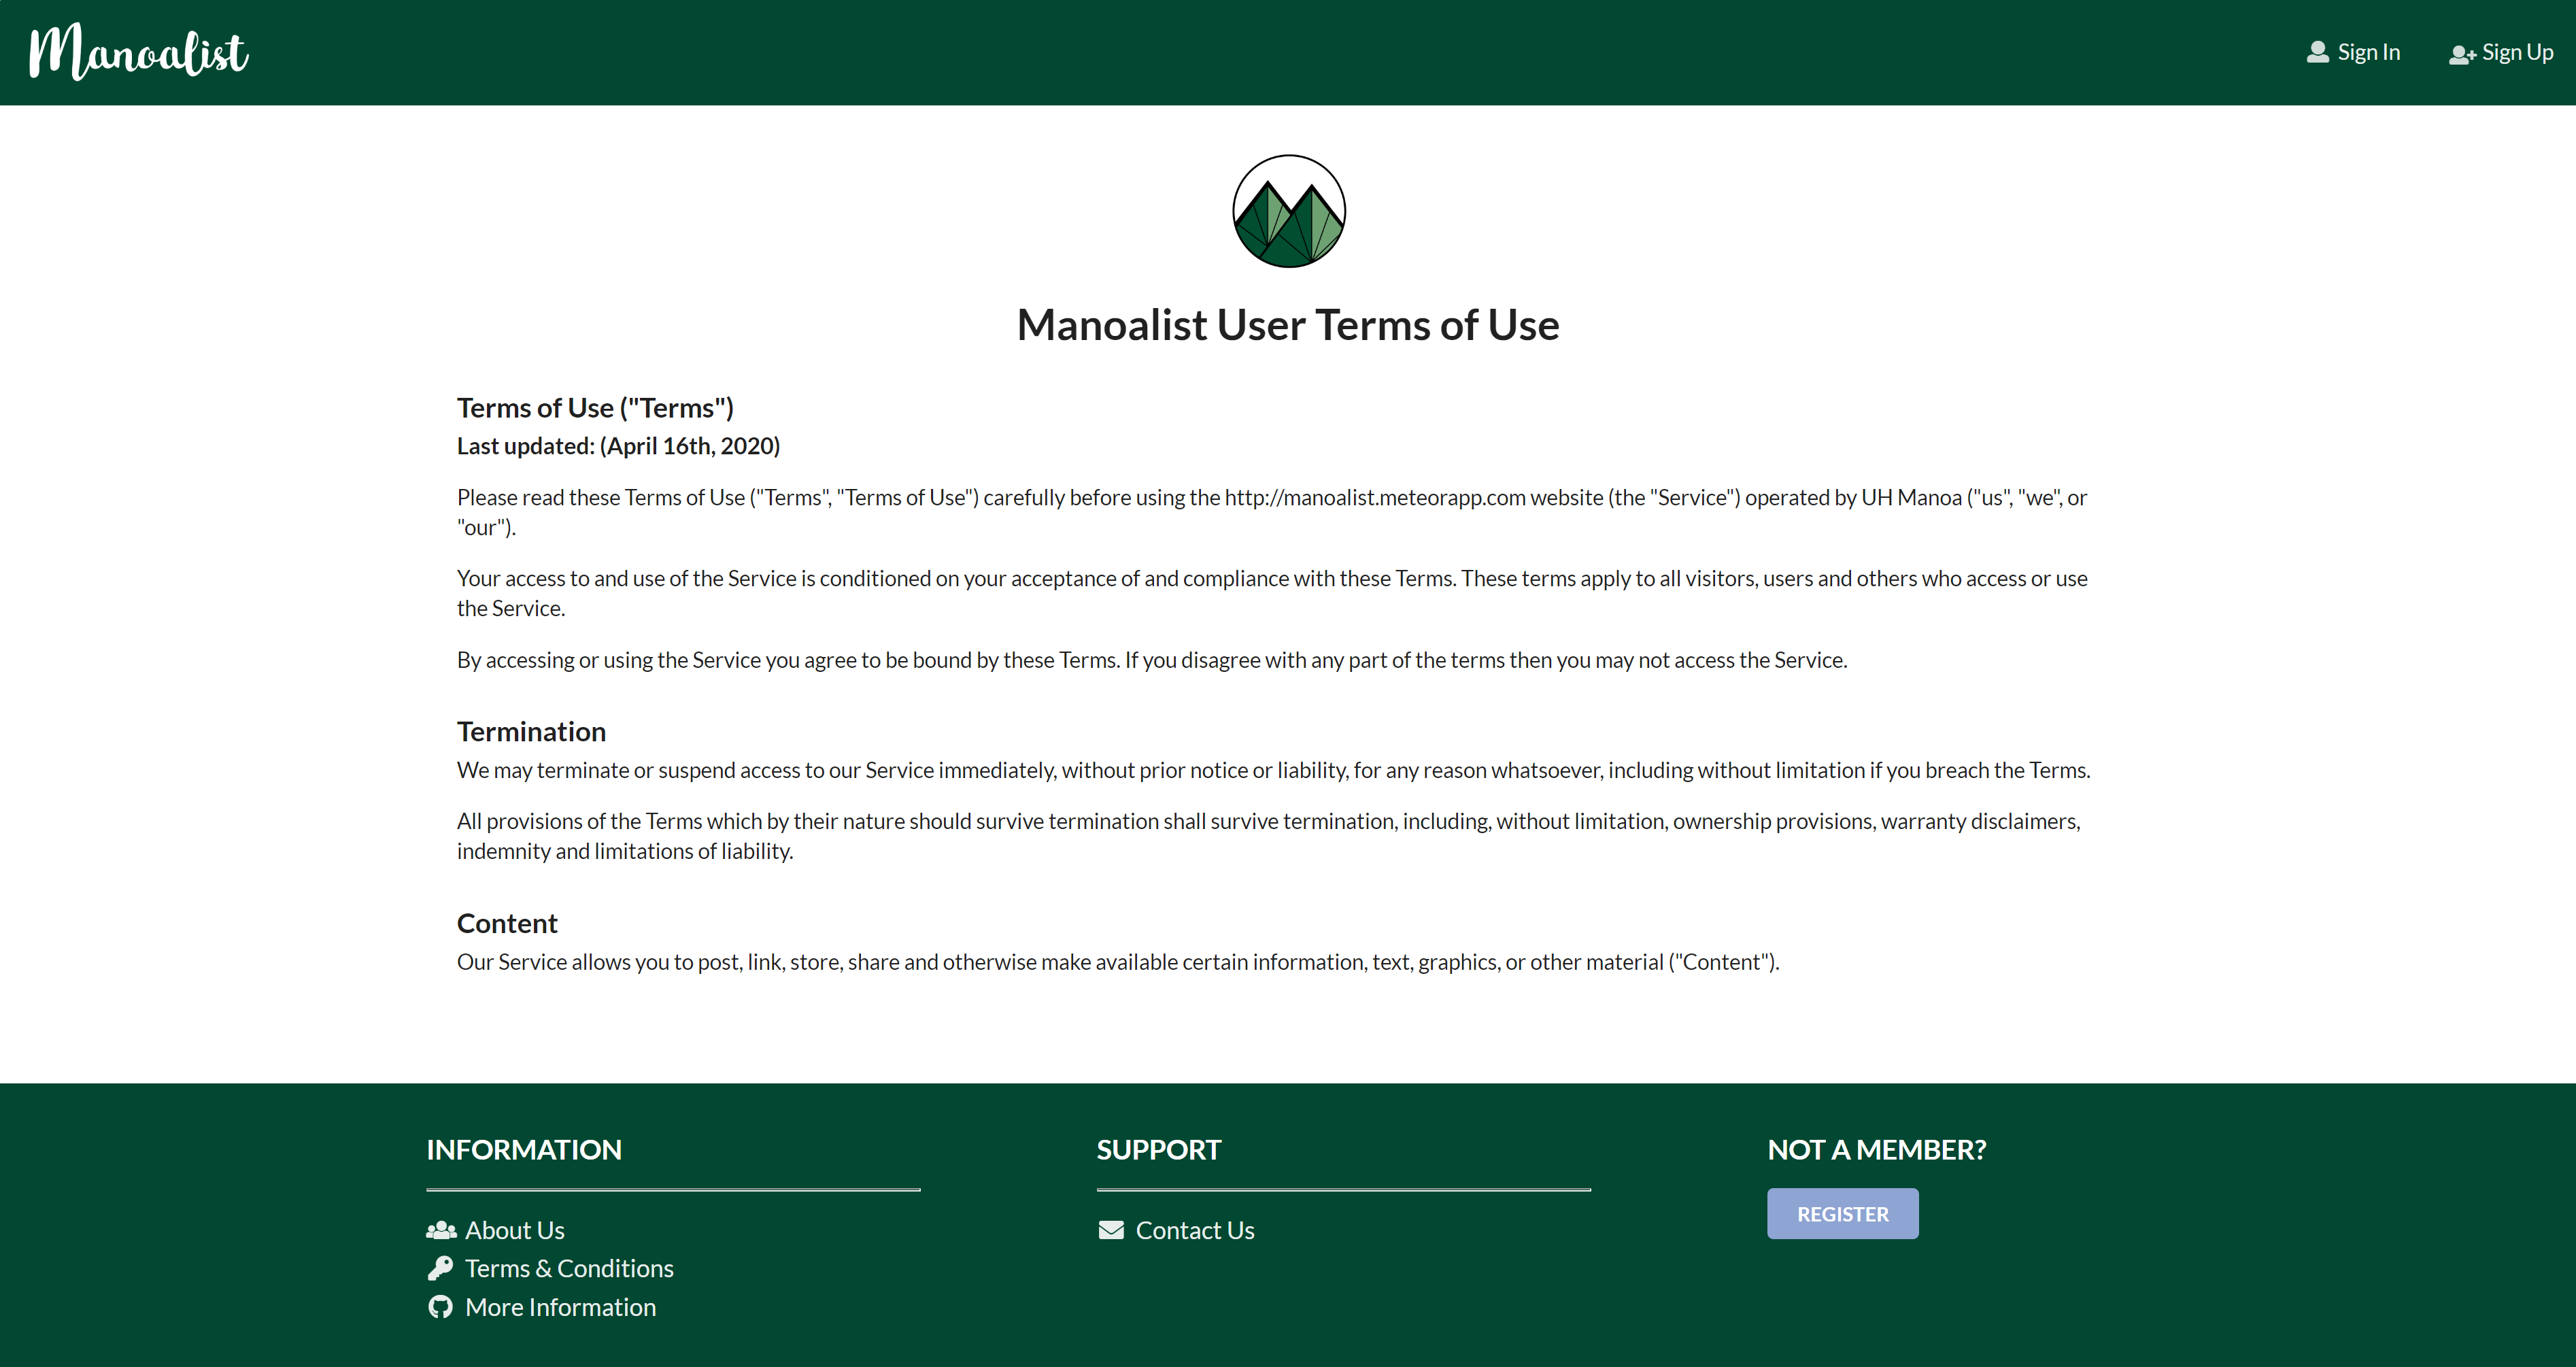 Manoalist
Sign In
Sign Up
Manoalist User Terms of Use
Terms of Use ("Terms")
Last updated: (April 16th, 2020)
Please read these Terms of Use ("Terms", "Terms of Use") carefully before using the http://manoalist.meteorapp.com website (the "Service") operated by UH Manoa ("us", "we", or
"our").
Your access to and use of the Service is conditioned on your acceptance of and compliance with these Terms. These terms apply to all visitors, users and others who access or use
the Service.
By accessing or using the Service you agree to be bound by these Terms. If you disagree with any part of the terms then you may not access the Service.
Termination
We may terminate or suspend access to our Service immediately, without prior notice or liability, for any reason whatsoever, including without limitation if you breach the Terms.
All provisions of the Terms which by their nature should survive termination shall survive termination, including, without limitation, ownership provisions, warranty disclaimers,
indemnity and limitations of liability.
Content
Our Service allows you to post, link, store, share and otherwise make available certain information, text, graphics, or other material ("Content").
INFORMATION
About Us
Terms & Conditions
More Information
SUPPORT
Contact Us
NOT A MEMBER?
REGISTER